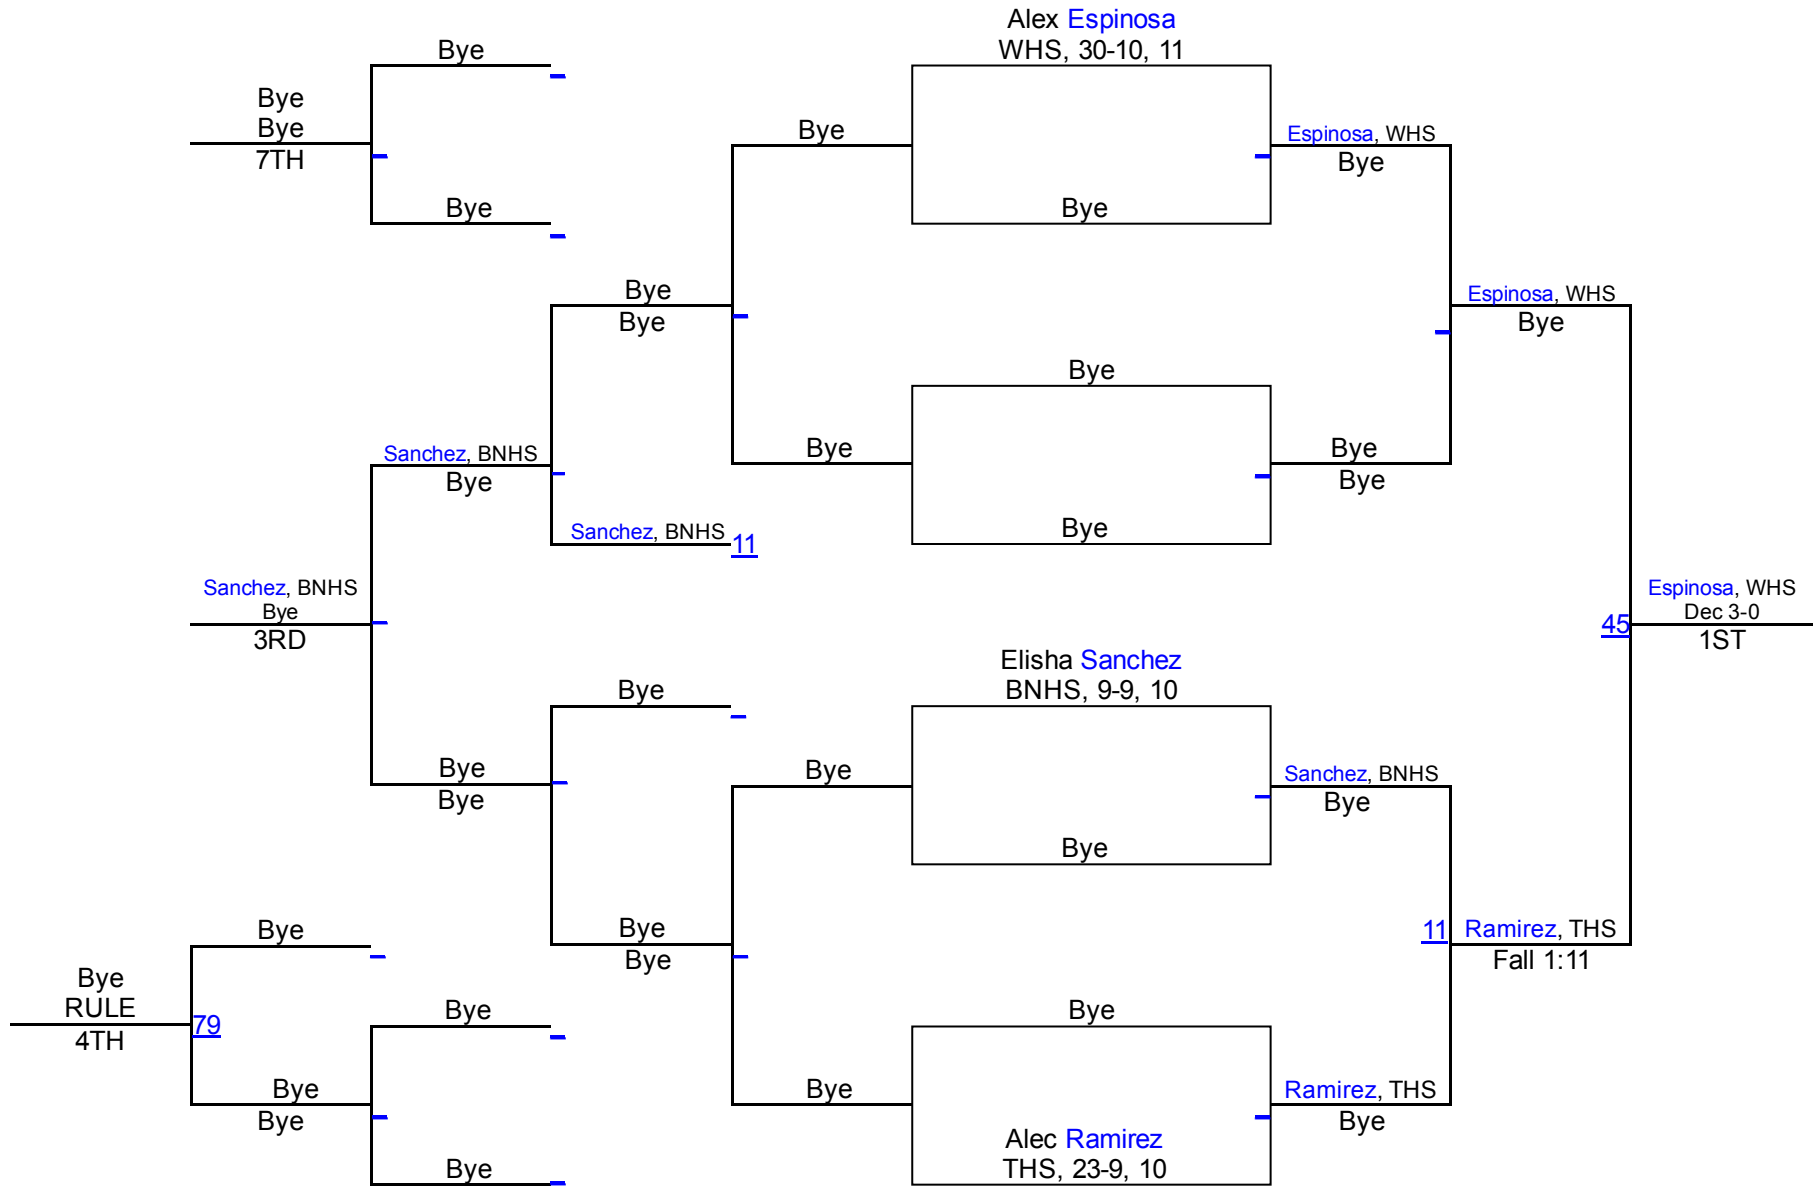 Alex Espinosa
WHS, 30-10, 11
Bye
Bye
Bye
7TH
Bye
Bye
Espinosa, WHS
Bye
Bye
Bye
Bye
Espinosa, WHS
Bye
Bye
Bye
Bye
Sanchez, BNHS
Bye
Bye
Bye
Sanchez, BNHS 11
Bye
Sanchez, BNHS
Bye
3RD
Espinosa, WHS
Dec 3-0
45
1ST
Elisha Sanchez
BNHS, 9-9, 10
Bye
Bye
Bye
Bye
Sanchez, BNHS
Bye
Bye
Bye
Bye
Bye
11
Ramirez, THS
Fall 1:11
Bye
RULE
79
4TH
Bye
Bye
Bye
Bye
Bye
Ramirez, THS
Bye
Bye
Alec Ramirez
THS, 23-9, 10